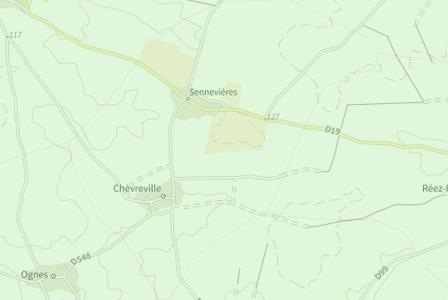 117
Sennevières
127
D19
Chèvreville
Réez-F
D548
Ognes
D99